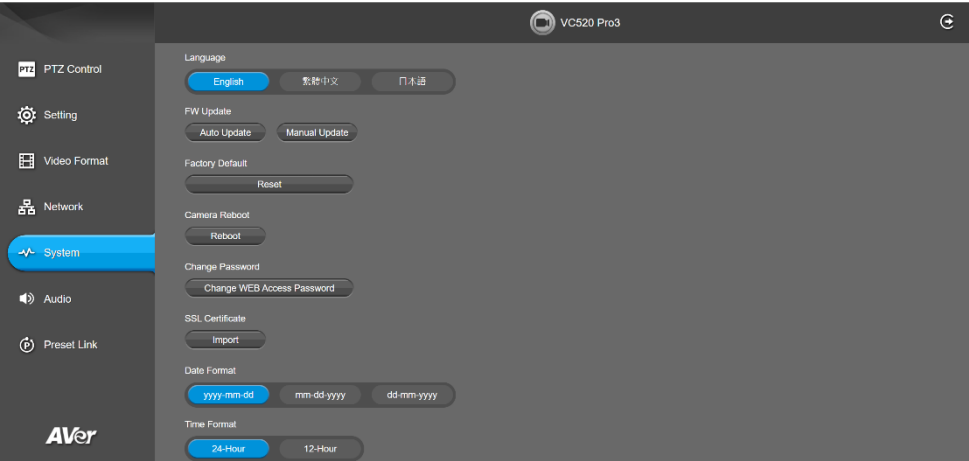 VC520 Pro3
PTZ PTZ Control
Setting
Video Format
Network
System
Audio
P Preset Link
AVer
Language
English 繁體中文 日本語
FW Update
Auto Update Manual Update
Factory Default
Reset
Camera Reboot
Reboot
Change Password
Change WEB Access Password
SSL Certificate
Import
Date Format
yyyy-mm-dd mm-dd-yyyy dd-mm-yyyy
Time Format
24-Hour 12-Hour